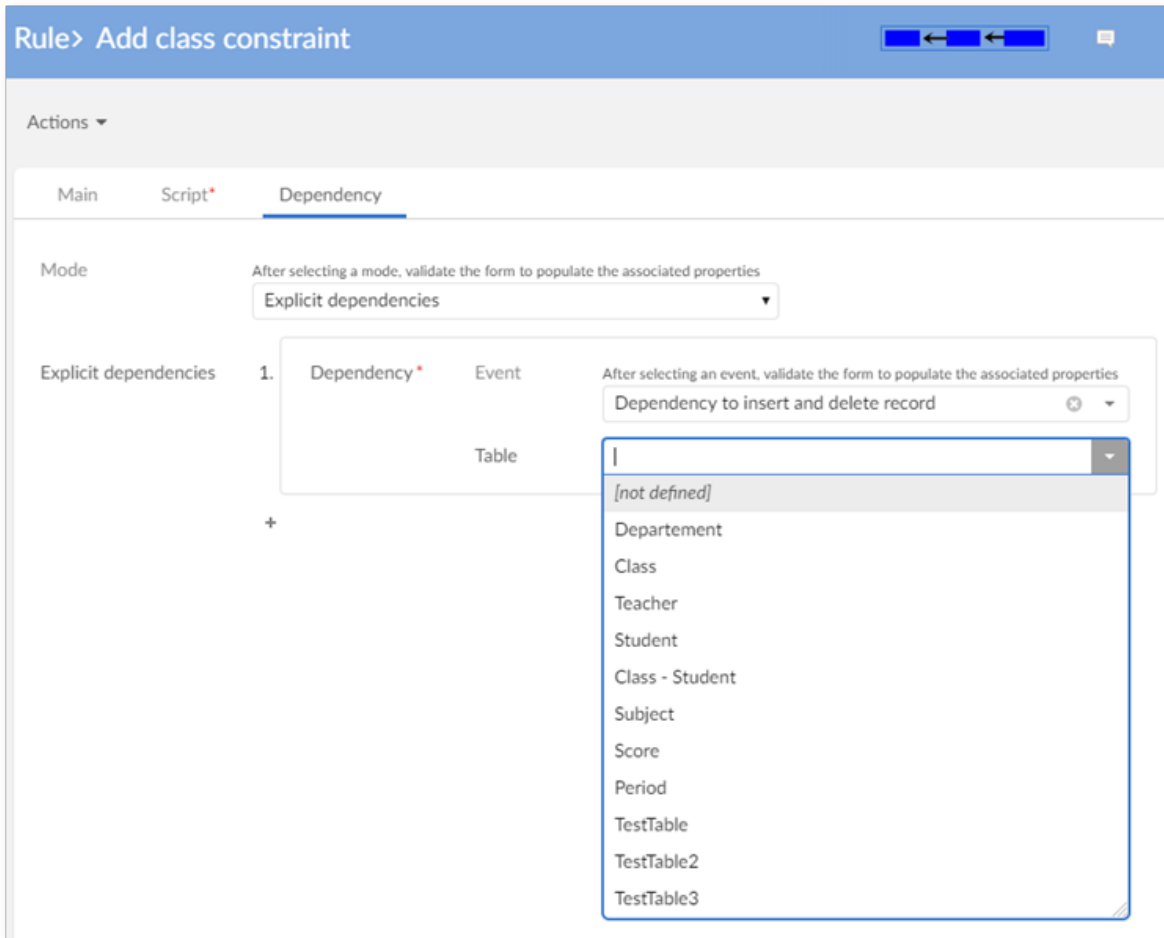 Rule> Add class constraint
Actions
Main Script* Dependency
Mode
After selecting a mode, validate the form to populate the associated properties
Explicit dependencies
Explicit dependencies 1. Dependency* Event
After selecting an event, validate the form to populate the associated properties
Dependency to insert and delete record
Table
[not defined]
Departement
Class
Teacher
Student
Class - Student
Subject
Score
Period
TestTable
TestTable2
TestTable3
+